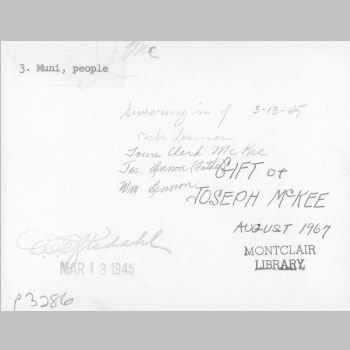 3. Muni, people
Swearing in of 3-13-45
Lennon
Town Clerk McKee
Jos. Lennon (Father)
Wm. Lennon
GIFT of
JOSEPH McKEE
AUGUST 1967
MONTCLAIR
LIBRARY
MAR 13 1945
P3286